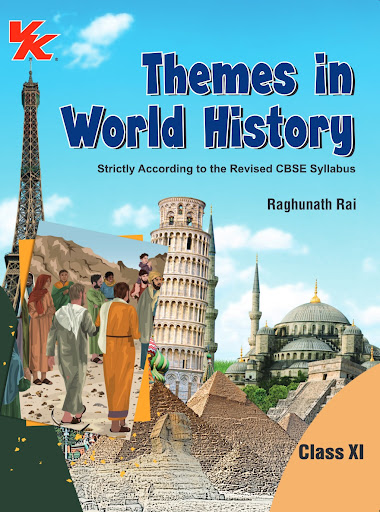 VK
Themes in
World History
Strictly According to the Revised CBSE Syllabus
Raghunath Rai
Class XI